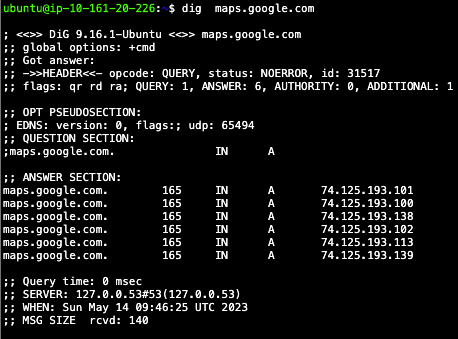 ubuntu@ip-10-161-20-226:~$ dig  maps.google.com

; <<>> DiG 9.16.1-Ubuntu <<>> maps.google.com
;; global options: +cmd
;; Got answer:
;; ->>HEADER<<- opcode: QUERY, status: NOERROR, id: 31517
;; flags: qr rd ra; QUERY: 1, ANSWER: 6, AUTHORITY: 0, ADDITIONAL: 1

;; OPT PSEUDOSECTION:
; EDNS: version: 0, flags:; udp: 65494
;; QUESTION SECTION:
;maps.google.com.		IN	A

;; ANSWER SECTION:
maps.google.com.	165	IN	A	74.125.193.101
maps.google.com.	165	IN	A	74.125.193.100
maps.google.com.	165	IN	A	74.125.193.138
maps.google.com.	165	IN	A	74.125.193.102
maps.google.com.	165	IN	A	74.125.193.113
maps.google.com.	165	IN	A	74.125.193.139

;; Query time: 0 msec
;; SERVER: 127.0.0.53#53(127.0.0.53)
;; WHEN: Sun May 14 09:46:25 UTC 2023
;; MSG SIZE  rcvd: 140